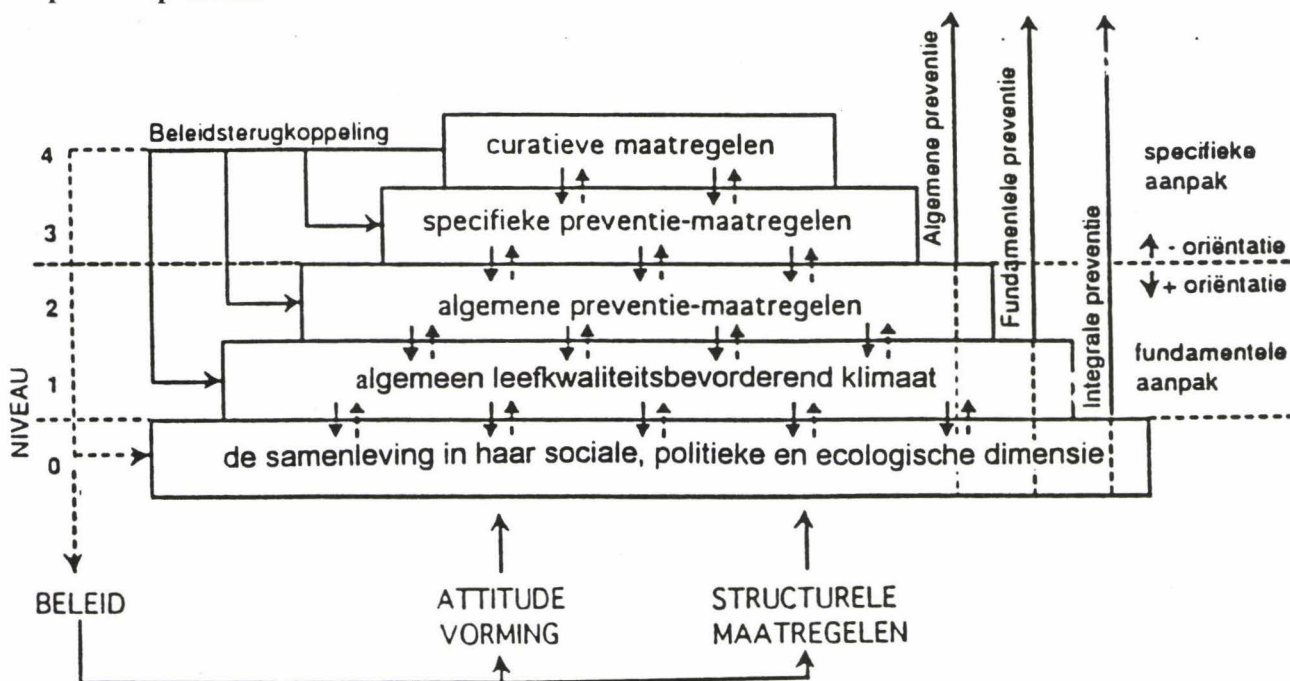 Beleidsterugkoppeling
4
curatieve maatregelen
3
specifieke preventie-maatregelen
2
algemene preventie-maatregelen
1
algemeen leefkwaliteitsbevorderend klimaat
0
de samenleving in haar sociale, politieke en ecologische dimensie
NIVEAU
Algemene preventie
Fundamentele preventie
Integrale preventie
specifieke
aanpak
- oriëntatie
+ oriëntatie
fundamentele
aanpak
BELEID
ATTITUDE
VORMING
STRUCTURELE
MAATREGELEN